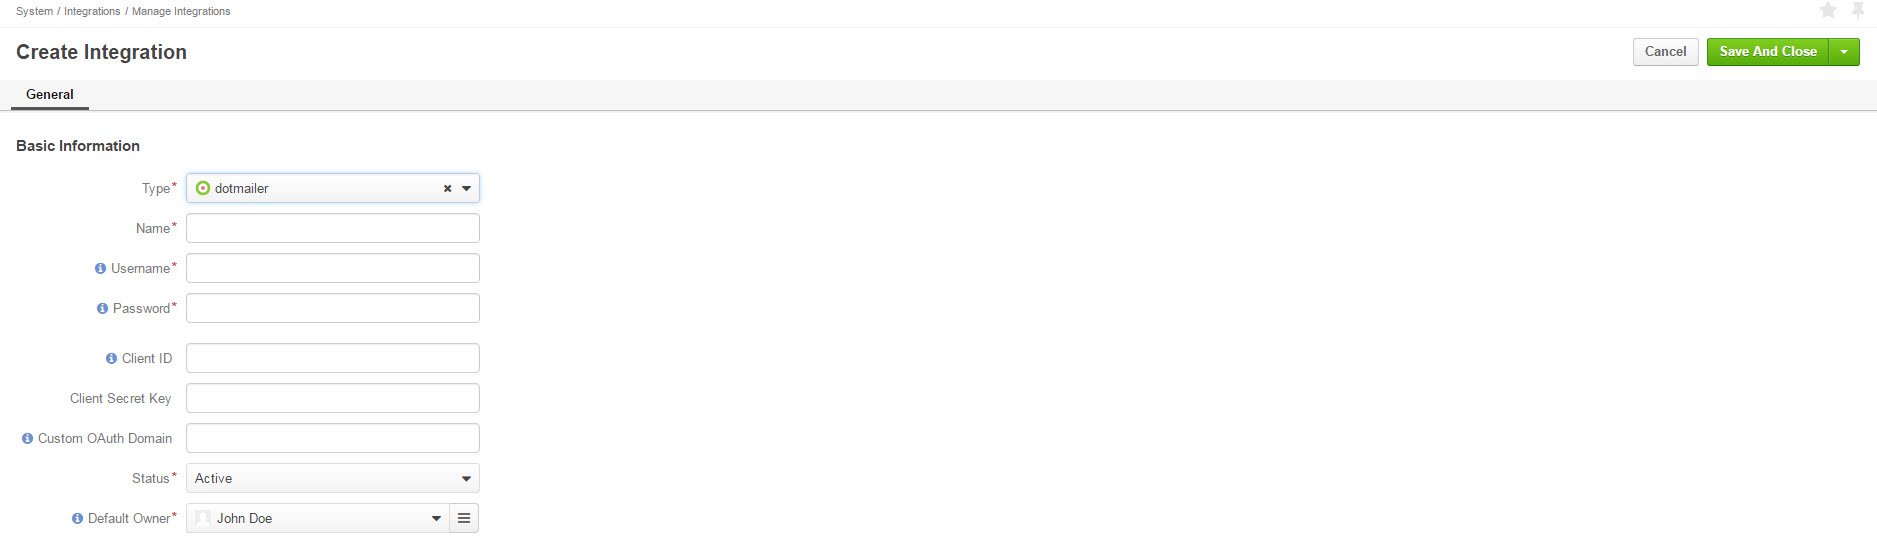 System / Integrations / Manage Integrations
Create Integration
Cancel
Save And Close
General
Basic Information
Type* dotmailer
Name*
Username*
Password*
Client ID
Client Secret Key
Custom OAuth Domain
Status* Active
Default Owner* John Doe